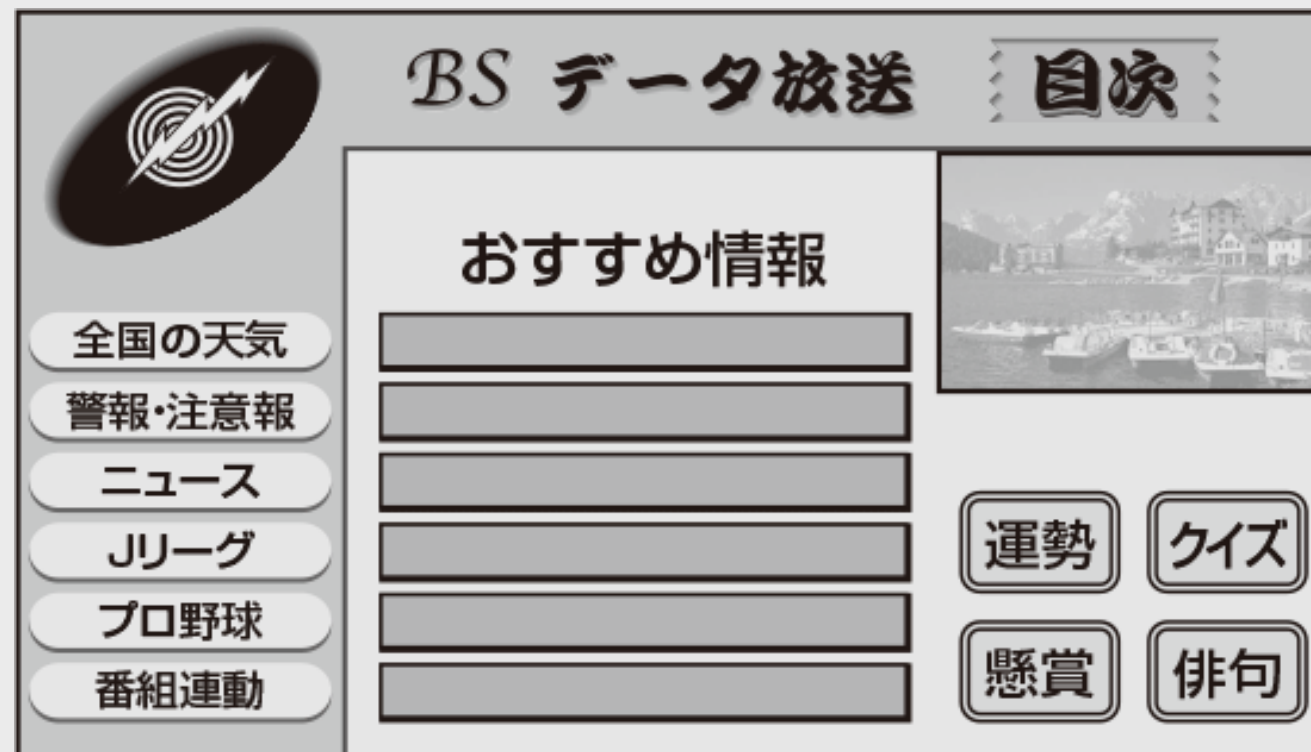 BS データ放送 目次
おすすめ情報
全国の天気
警報・注意報
ニュース
Jリーグ
プロ野球
番組連動
運勢 クイズ
懸賞 俳句